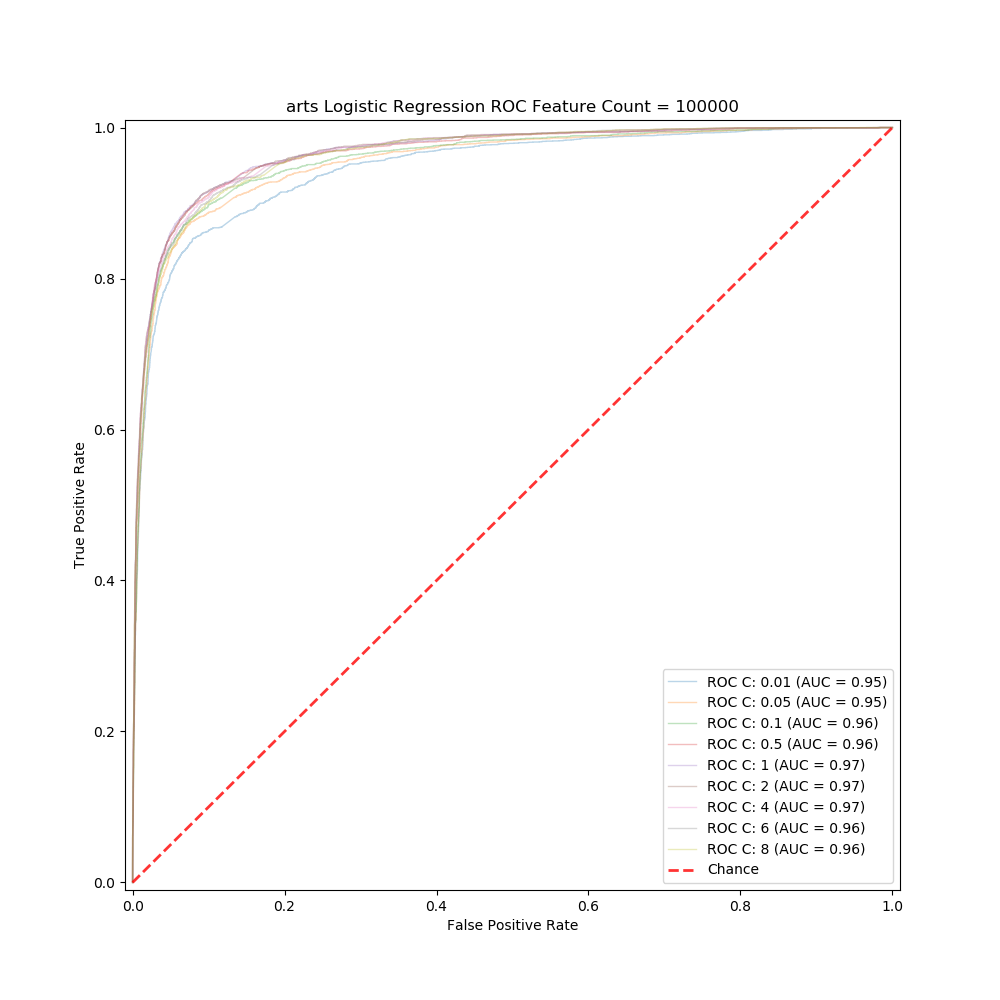 arts Logistic Regression ROC Feature Count = 100000
1.0
0.8
0.6
0.4
0.2
0.0
True Positive Rate
0.0 0.2 0.4 0.6 0.8 1.0
False Positive Rate
ROC C: 0.01 (AUC = 0.95)
ROC C: 0.05 (AUC = 0.95)
ROC C: 0.1 (AUC = 0.96)
ROC C: 0.5 (AUC = 0.96)
ROC C: 1 (AUC = 0.97)
ROC C: 2 (AUC = 0.97)
ROC C: 4 (AUC = 0.97)
ROC C: 6 (AUC = 0.96)
ROC C: 8 (AUC = 0.96)
Chance